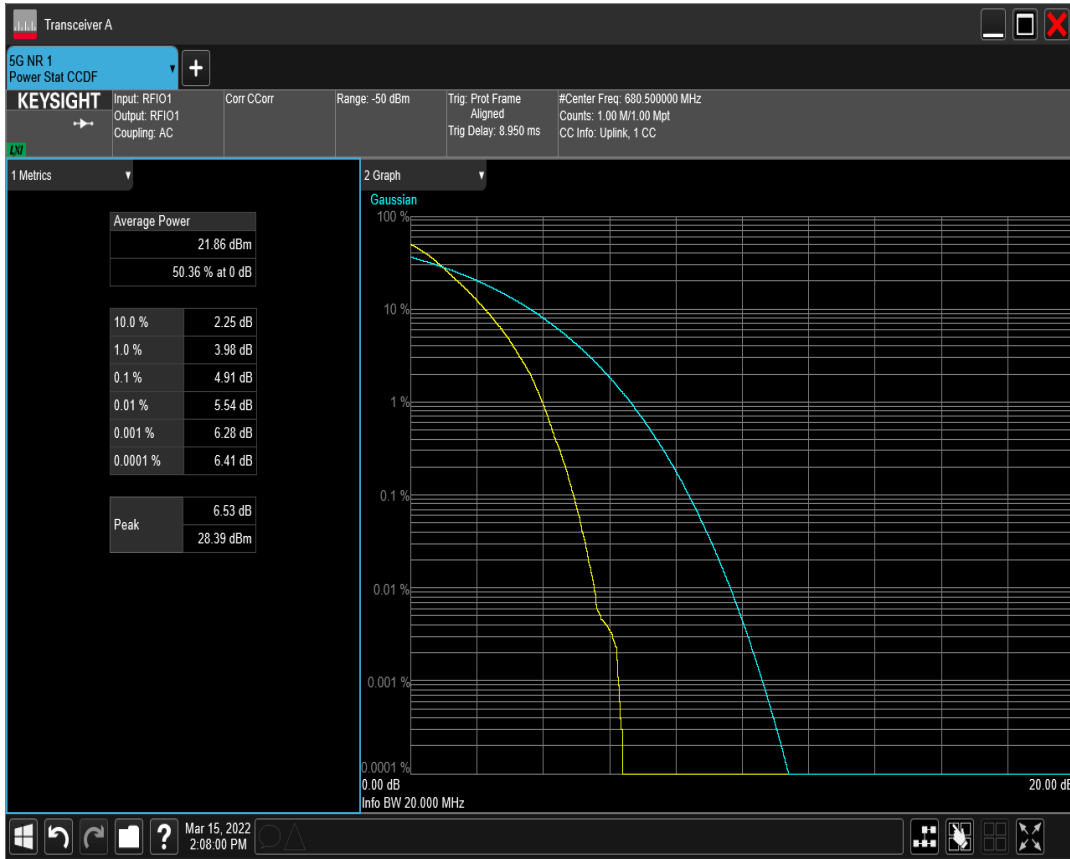 Transceiver A
5G NR 1
Power Stat CCDF
+
KEYSIGHT
LXI
Input: RFIO1
Output: RFIO1
Coupling: AC
Corr CCorr
Range: -50 dBm
Trig: Prot Frame
Aligned
Trig Delay: 8.950 ms
#Center Freq: 680.500000 MHz
Counts: 1.00 M/1.00 Mpt
CC Info: Uplink, 1 CC
1 Metrics
Average Power
21.86 dBm
50.36 % at 0 dB
10.0 % 2.25 dB
1.0 % 3.98 dB
0.1 % 4.91 dB
0.01 % 5.54 dB
0.001 % 6.28 dB
0.0001 % 6.41 dB
Peak
6.53 dB
28.39 dBm
2 Graph
Gaussian
100 %
10 %
1 %
0.1 %
0.01 %
0.001 %
0.0001 %
0.00 dB 20.00 dB
Info BW 20.000 MHz
?
Mar 15, 2022
2:08:00 PM